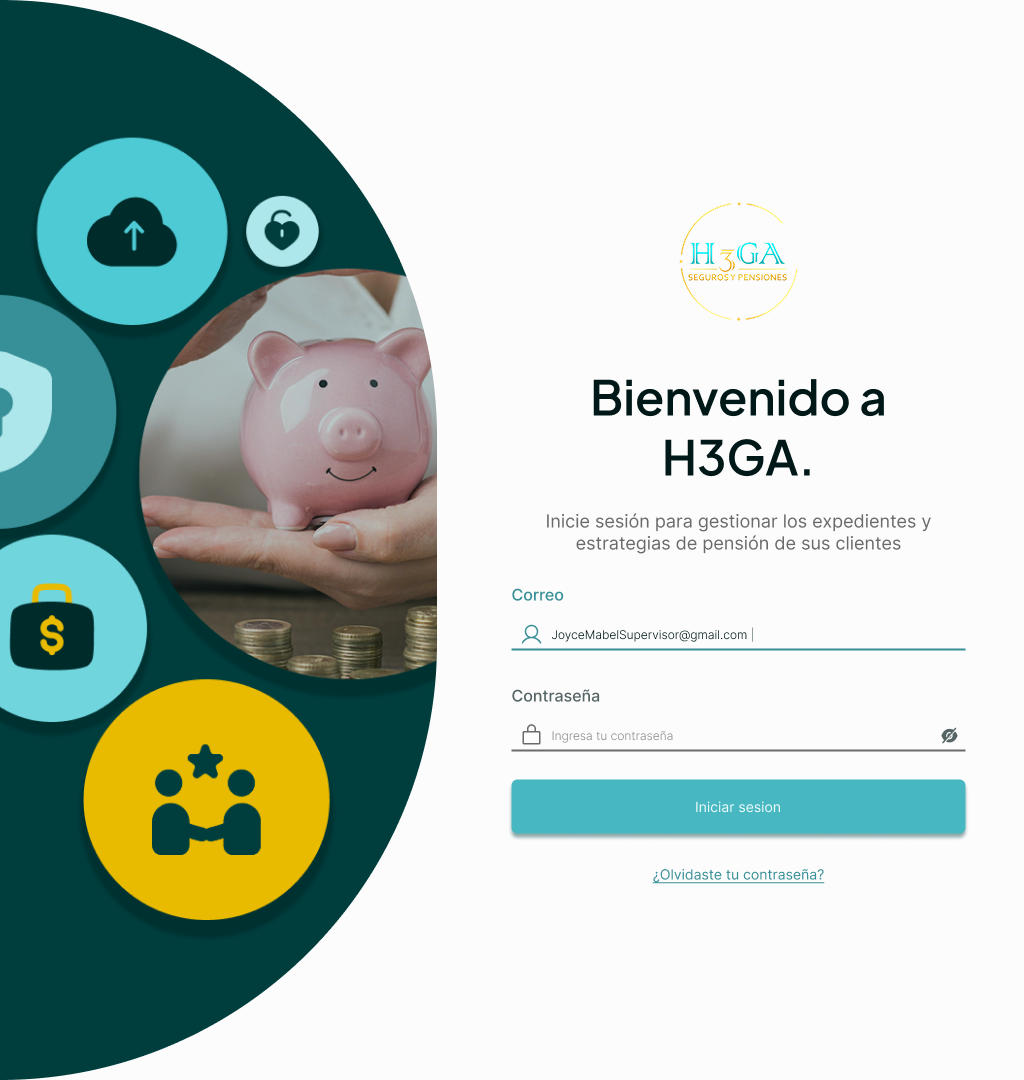 H3GA
SEGUROS Y PENSIONES
Bienvenido a
H3GA.
Inicie sesión para gestionar los expedientes y
estrategias de pensión de sus clientes
Correo
JoyceMabelSupervisor@gmail.com
Contraseña
Ingresa tu contraseña
Iniciar sesion
¿Olvidaste tu contraseña?
$